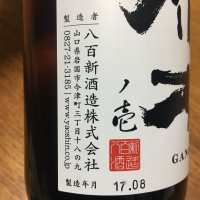 製造者
八百新酒造株式会社
山口県岩国市今津町三丁目十八の九
0827-21-3185 | www.yaoshin.co.jp
製造年月 17.08
ノ壱
GAN